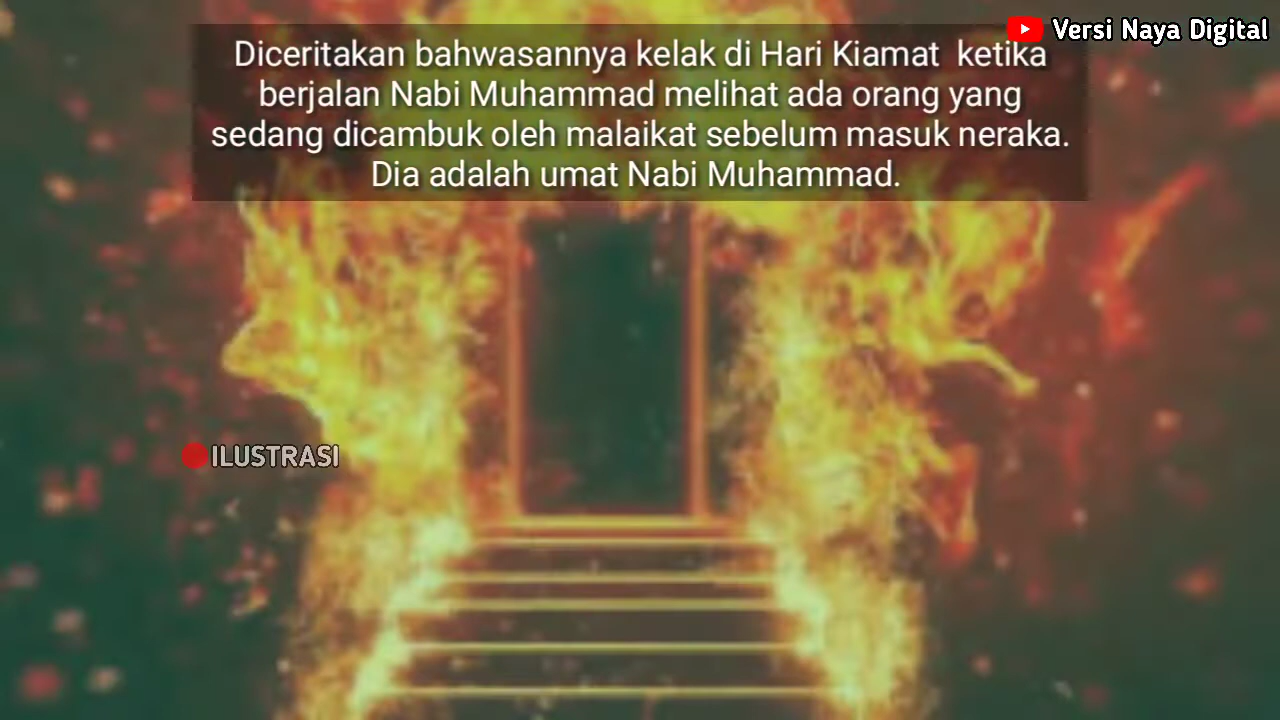 Versi Naya Digital
Diceritakan bahwasannya kelak di Hari Kiamat ketika
berjalan Nabi Muhammad melihat ada orang yang
sedang dicambuk oleh malaikat sebelum masuk neraka.
Dia adalah umat Nabi Muhammad.
ILUSTRASI